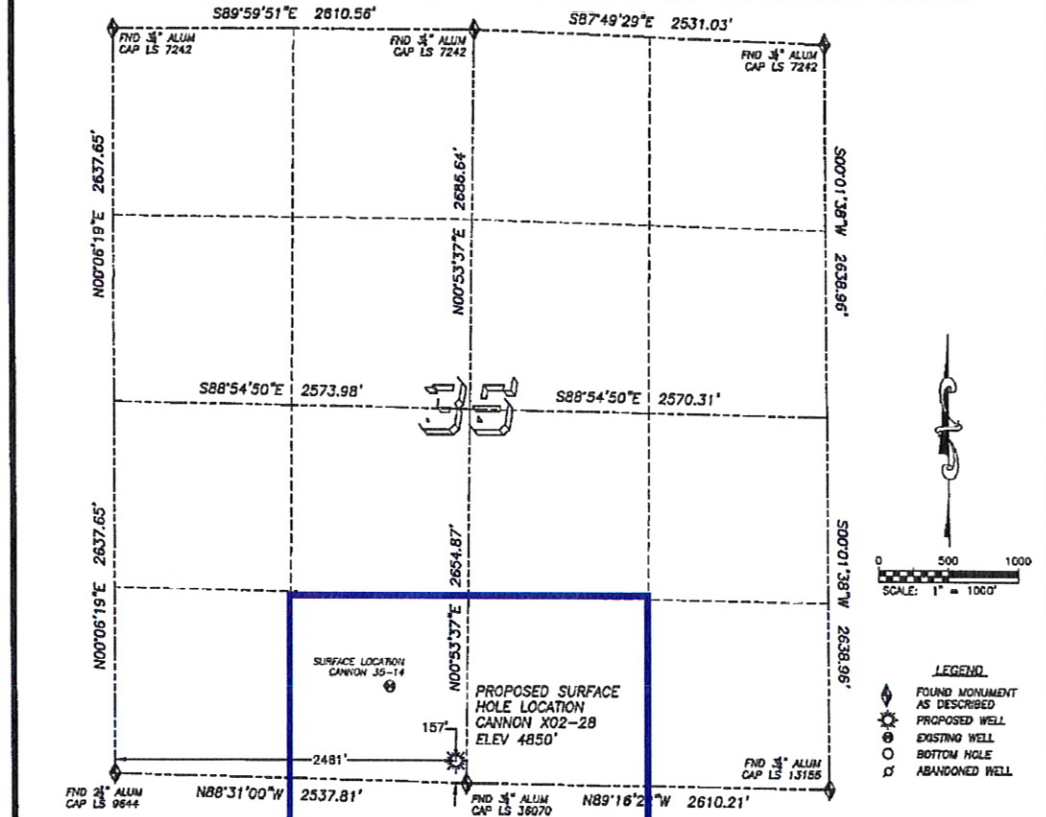 S89°59'51"E 2610.56'
S87°49'29"E 2531.03'
FND 3¼" ALUM
CAP LS 7242
FND 3¼" ALUM
CAP LS 7242
FND 3¼" ALUM
CAP LS 7242
N00°06'19"E 2637.65'
N00°53'37"E 2686.64'
S00°01'38"W 2638.96'
S88°54'50"E 2573.98'
35
S88°54'50"E 2570.31'
0 500 1000
SCALE: 1" = 1000'
N00°06'19"E 2637.65'
N00°53'37"E 2654.87'
S00°01'38"W 2638.96'
SURFACE LOCATION
CANNON 35-14
PROPOSED SURFACE
HOLE LOCATION
CANNON X02-28
ELEV 4850'
157'
2481'
LEGEND
FOUND MONUMENT
AS DESCRIBED
PROPOSED WELL
EXISTING WELL
BOTTOM HOLE
ABANDONED WELL
FND 2½" ALUM
CAP LS 9644
N88°31'00"W 2537.81'
FND 3¼" ALUM
CAP LS 36070
2610.21'
FND 3¼" ALUM
CAP LS 13155